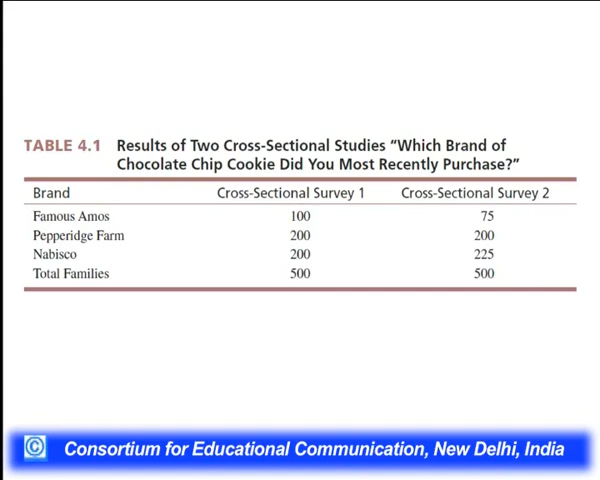 TABLE 4.1 Results of Two Cross-Sectional Studies "Which Brand of
Chocolate Chip Cookie Did You Most Recently Purchase?"
Brand Cross-Sectional Survey 1 Cross-Sectional Survey 2
Famous Amos 100 75
Pepperidge Farm 200 200
Nabisco 200 225
Total Families 500 500
© Consortium for Educational Communication, New Delhi, India